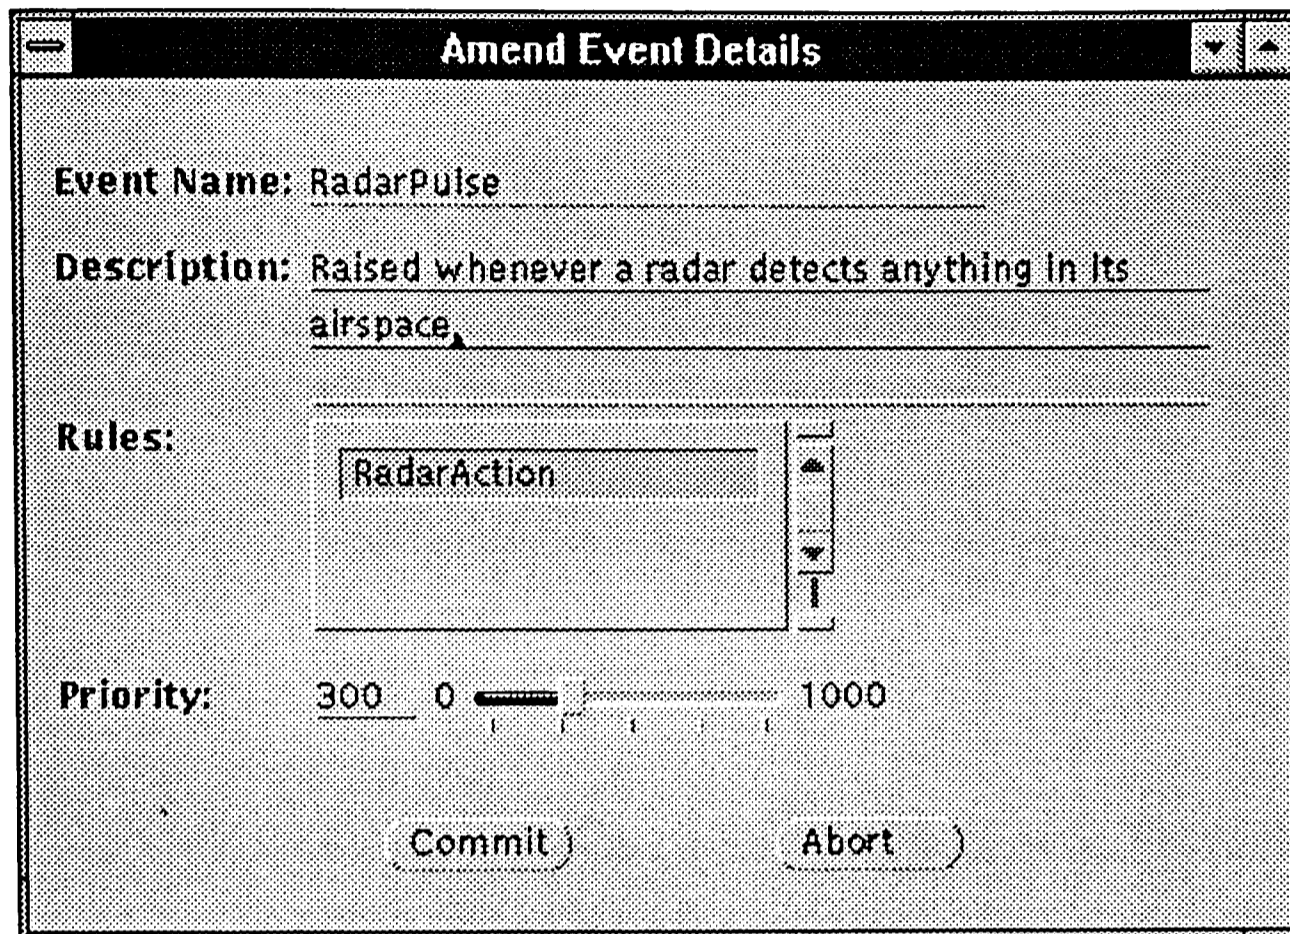 Amend Event Details
Event Name: RadarPulse
Description: Raised whenever a radar detects anything in its
airspace.
Rules:
RadarAction
Priority: 300 0 1000
Commit Abort